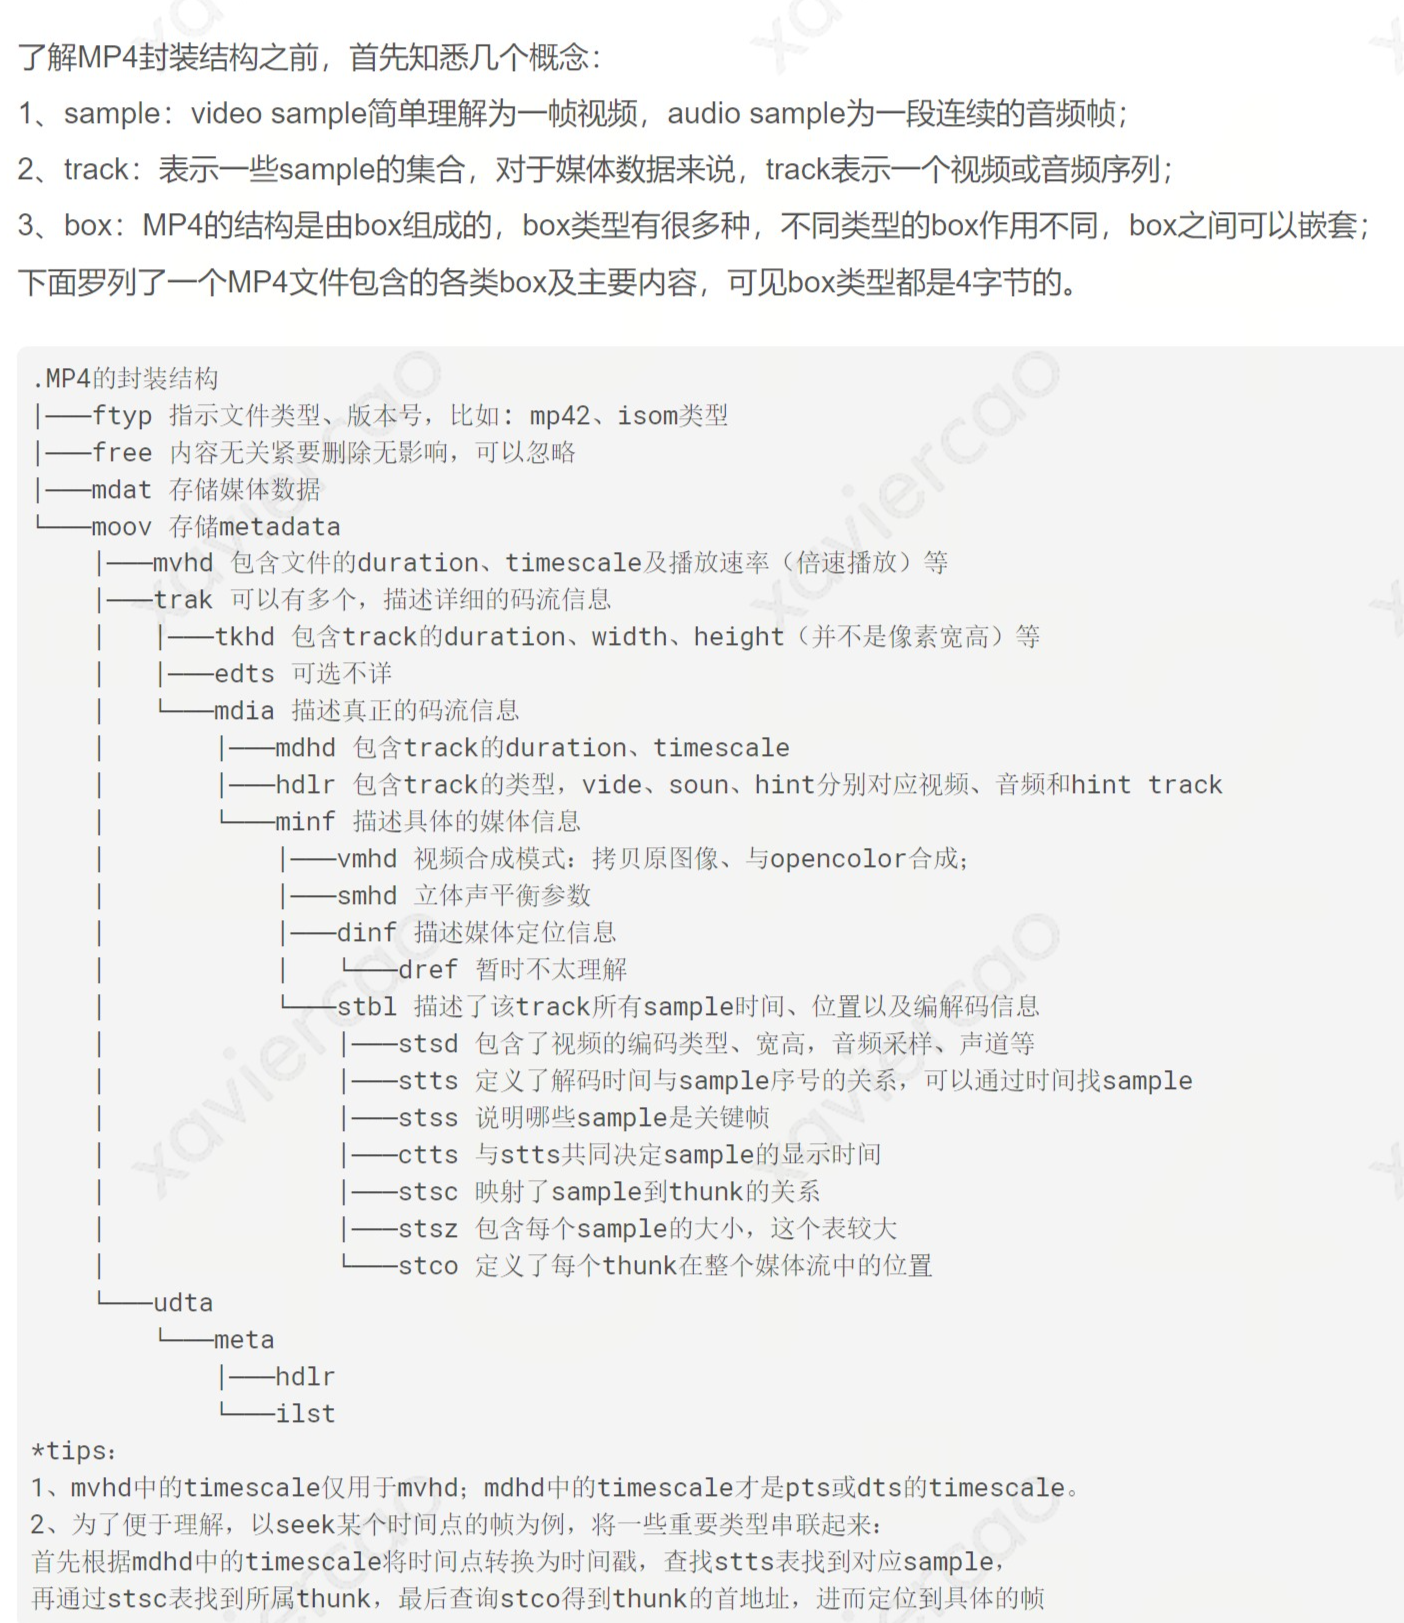 了解MP4封装结构之前，首先知悉几个概念：
1、sample：video sample简单理解为一帧视频，audio sample为一段连续的音频帧；
2、track：表示一些sample的集合，对于媒体数据来说，track表示一个视频或音频序列；
3、box：MP4的结构是由box组成的，box类型有很多种，不同类型的box作用不同，box之间可以嵌套；
下面罗列了一个MP4文件包含的各类box及主要内容，可见box类型都是4字节的。
.MP4的封装结构
|───ftyp 指示文件类型、版本号，比如：mp42、isom类型
|───free 内容无关紧要删除无影响，可以忽略
|───mdat 存储媒体数据
└───moov 存储metadata
    |───mvhd 包含文件的duration、timescale及播放速率（倍速播放）等
    |───trak 可以有多个，描述详细的码流信息
    |   |───tkhd 包含track的duration、width、height（并不是像素宽高）等
    |   |───edts 可选不详
    |   └───mdia 描述真正的码流信息
    |       |───mdhd 包含track的duration、timescale
    |       |───hdlr 包含track的类型，vide、soun、hint分别对应视频、音频和hint track
    |       └───minf 描述具体的媒体信息
    |           |───vmhd 视频合成模式：拷贝原图像、与opencolor合成；
    |           |───smhd 立体声平衡参数
    |           |───dinf 描述媒体定位信息
    |           |   └───dref 暂时不太理解
    |           └───stbl 描述了该track所有sample时间、位置以及编解码信息
    |               |───stsd 包含了视频的编码类型、宽高，音频采样、声道等
    |               |───stts 定义了解码时间与sample序号的关系，可以通过时间找sample
    |               |───stss 说明哪些sample是关键帧
    |               |───ctts 与stts共同决定sample的显示时间
    |               |───stsc 映射了sample到thunk的关系
    |               |───stsz 包含每个sample的大小，这个表较大
    |               └───stco 定义了每个thunk在整个媒体流中的位置
    └───udta
        └───meta
            |───hdlr
            └───ilst
*tips：
1、mvhd中的timescale仅用于mvhd；mdhd中的timescale才是pts或dts的timescale。
2、为了便于理解，以seek某个时间点的帧为例，将一些重要类型串联起来：
首先根据mdhd中的timescale将时间点转换为时间戳，查找stts表找到对应sample，
再通过stsc表找到所属thunk，最后查询stco得到thunk的首地址，进而定位到具体的帧
xaviercao
xaviercao
xaviercao
xaviercao